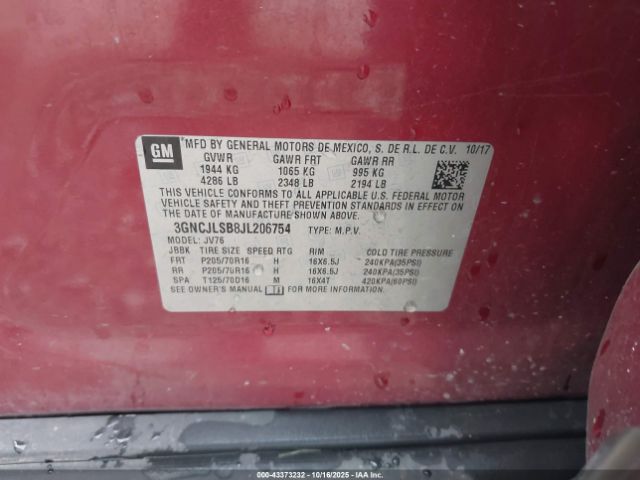 GM
MFD BY GENERAL MOTORS DE MEXICO, S. DE R.L. DE C.V. 10/17
GVWR GAWR FRT GAWR RR
1944 KG 1065 KG 995 KG
4286 LB 2348 LB 2194 LB
THIS VEHICLE CONFORMS TO ALL APPLICABLE U.S. FEDERAL MOTOR
VEHICLE SAFETY AND THEFT PREVENTION STANDARDS IN EFFECT
ON THE DATE OF MANUFACTURE SHOWN ABOVE.
3GNCJLSB8JL206754 TYPE: M.P.V.
MODEL: JV76
JBBK TIRE SIZE SPEED RTG RIM COLD TIRE PRESSURE
FRT P205/70R16 H 16X6.5J 240KPA(35PSI)
RR P205/70R16 H 16X6.5J 240KPA(35PSI)
SPA T125/70D16 M 16X4T 420KPA(60PSI)
SEE OWNER'S MANUAL FOR MORE INFORMATION.
000-43373232 - 10/16/2025 - IAAI.com